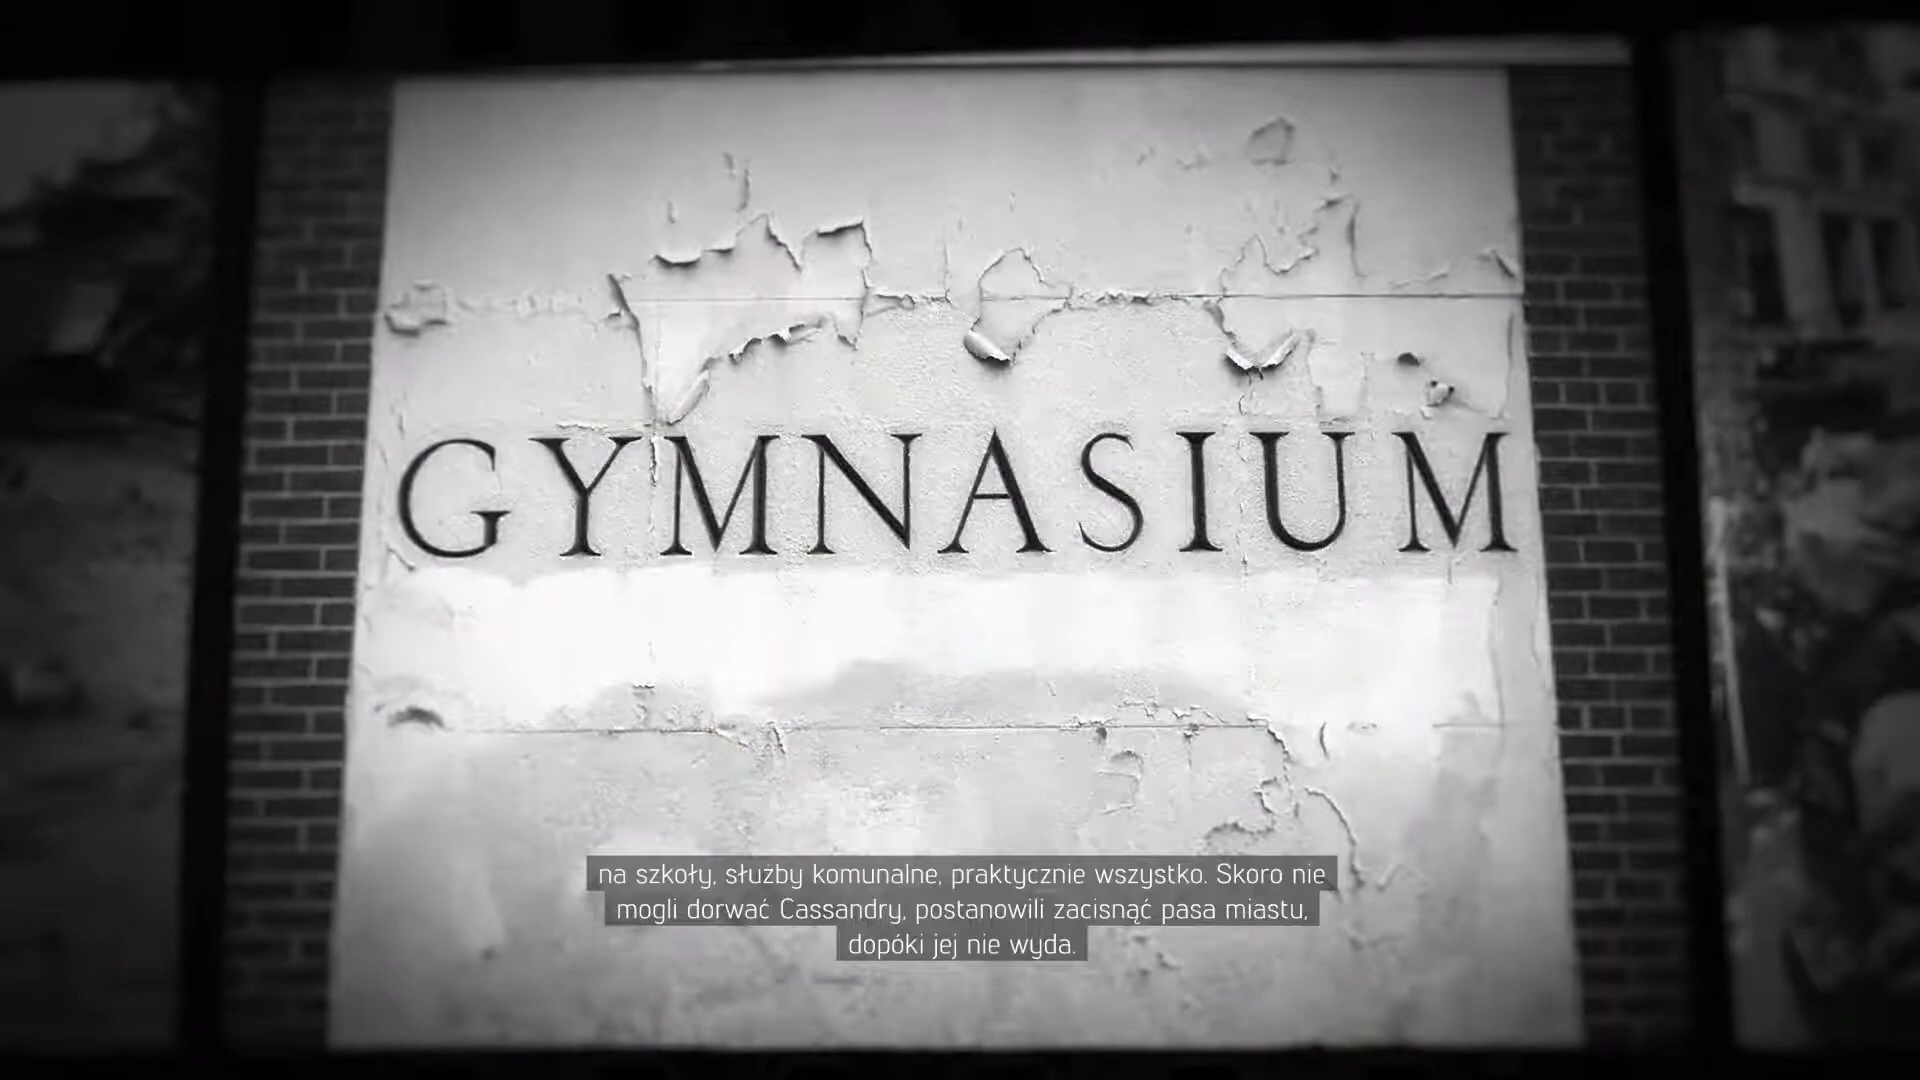 GYMNASIUM
na szkoły, służby komunalne, praktycznie wszystko. Skoro nie
mogli dorwać Cassandry, postanowili zacisnąć pasa miastu,
dopóki jej nie wyda.